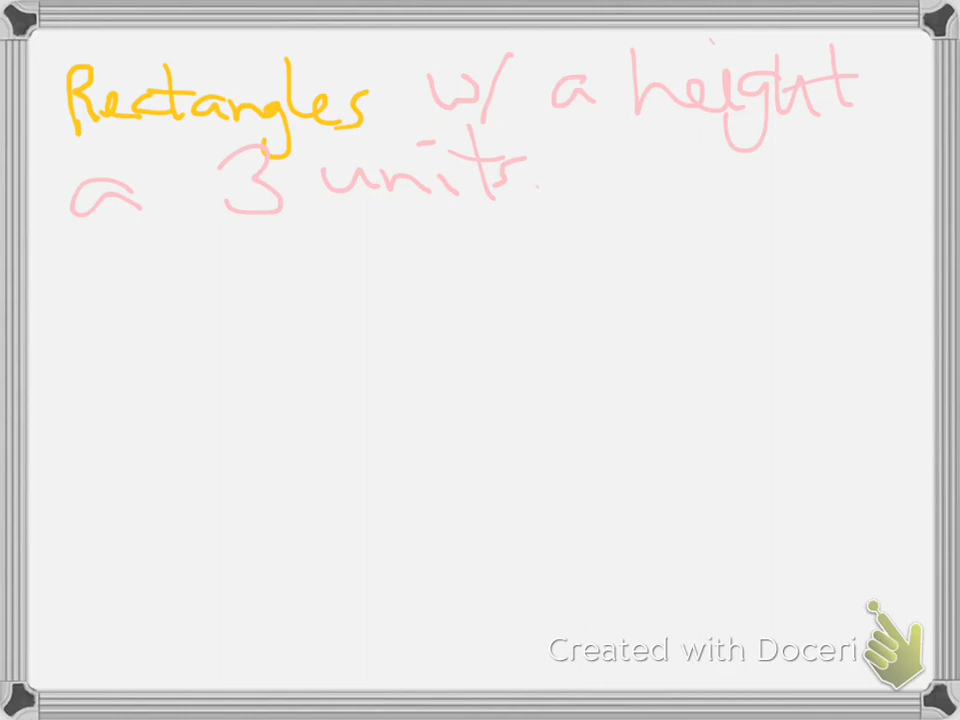 Rectangles w/ a height
a 3 units.
Created with Doceri